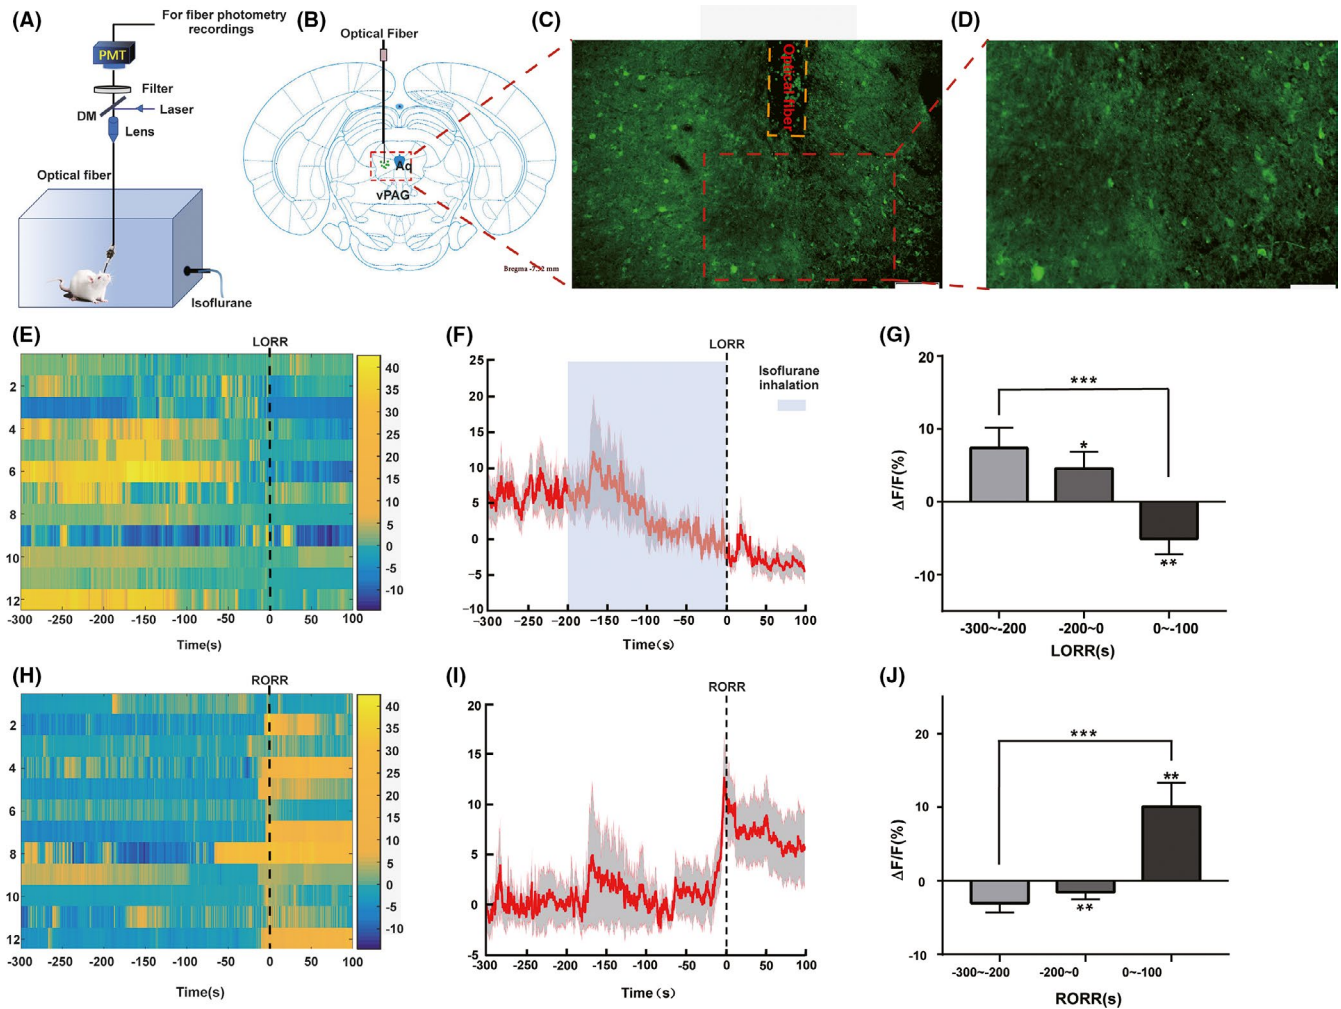 (A)
For fiber photometry
recordings
PMT
Filter
DM
Laser
Lens
Optical fiber
Isoflurane
(B)
Optical Fiber
Aq
vPAG
Bregma -7.32 mm
(C)
Optical fiber
(D)
(E)
LORR
2
4
6
8
10
12
-300 -250 -200 -150 -100 -50 0 50 100
Time(s)
40
35
30
25
20
15
10
5
0
-5
-10
(F)
LORR
Isoflurane
inhalation
25
20
15
10
5
0
−5
−10
−300 −250 −200 −150 −100 −50 0 50 100
Time(s)
(G)
20
10
0
-10
ΔF/F(%)
***
*
**
-300~-200 -200~0 0~-100
LORR(s)
(H)
RORR
2
4
6
8
10
12
-300 -250 -200 -150 -100 -50 0 50 100
Time(s)
40
35
30
25
20
15
10
5
0
-5
-10
(I)
RORR
20
15
10
5
0
-5
-300 -250 -200 -150 -100 -50 0 50 100
Time(s)
(J)
20
10
0
-10
ΔF/F(%)
***
**
**
-300~-200 -200~0 0~-100
RORR(s)